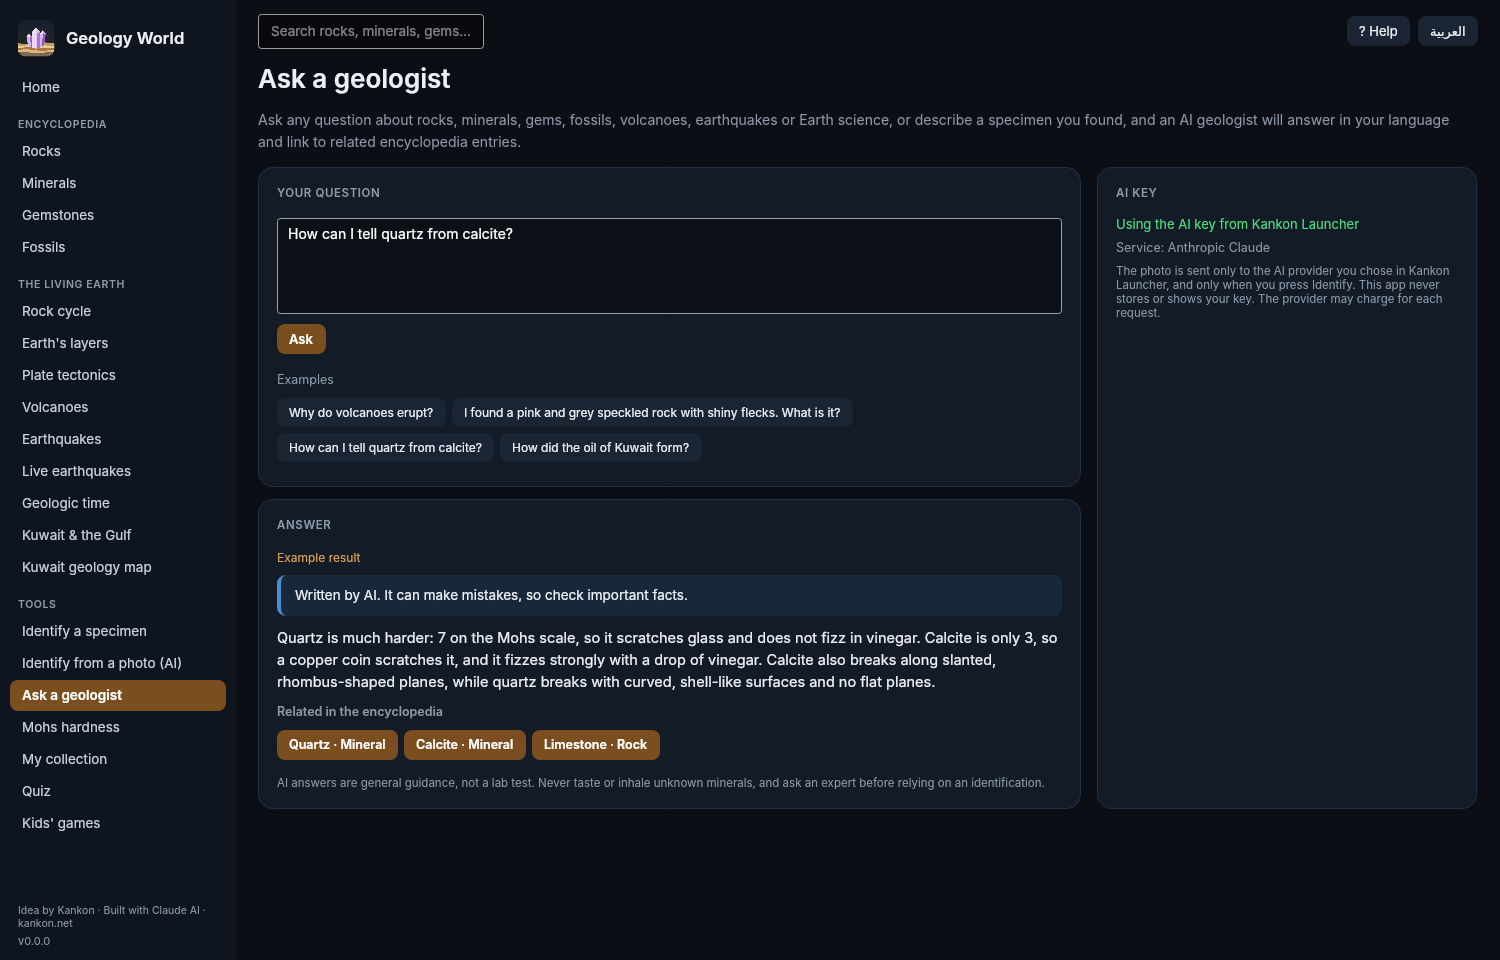 Geology World
Home
ENCYCLOPEDIA
Rocks
Minerals
Gemstones
Fossils
THE LIVING EARTH
Rock cycle
Earth's layers
Plate tectonics
Volcanoes
Earthquakes
Live earthquakes
Geologic time
Kuwait & the Gulf
Kuwait geology map
TOOLS
Identify a specimen
Identify from a photo (AI)
Ask a geologist
Mohs hardness
My collection
Quiz
Kids' games
Idea by Kankon · Built with Claude AI ·
kankon.net
v0.0.0
Search rocks, minerals, gems...
? Help
العربية
Ask a geologist
Ask any question about rocks, minerals, gems, fossils, volcanoes, earthquakes or Earth science, or describe a specimen you found, and an AI geologist will answer in your language
and link to related encyclopedia entries.
YOUR QUESTION
How can I tell quartz from calcite?
Ask
Examples
Why do volcanoes erupt?
I found a pink and grey speckled rock with shiny flecks. What is it?
How can I tell quartz from calcite?
How did the oil of Kuwait form?
ANSWER
Example result
Written by AI. It can make mistakes, so check important facts.
Quartz is much harder: 7 on the Mohs scale, so it scratches glass and does not fizz in vinegar. Calcite is only 3, so
a copper coin scratches it, and it fizzes strongly with a drop of vinegar. Calcite also breaks along slanted,
rhombus-shaped planes, while quartz breaks with curved, shell-like surfaces and no flat planes.
Related in the encyclopedia
Quartz · Mineral
Calcite · Mineral
Limestone · Rock
AI answers are general guidance, not a lab test. Never taste or inhale unknown minerals, and ask an expert before relying on an identification.
AI KEY
Using the AI key from Kankon Launcher
Service: Anthropic Claude
The photo is sent only to the AI provider you chose in Kankon
Launcher, and only when you press Identify. This app never
stores or shows your key. The provider may charge for each
request.